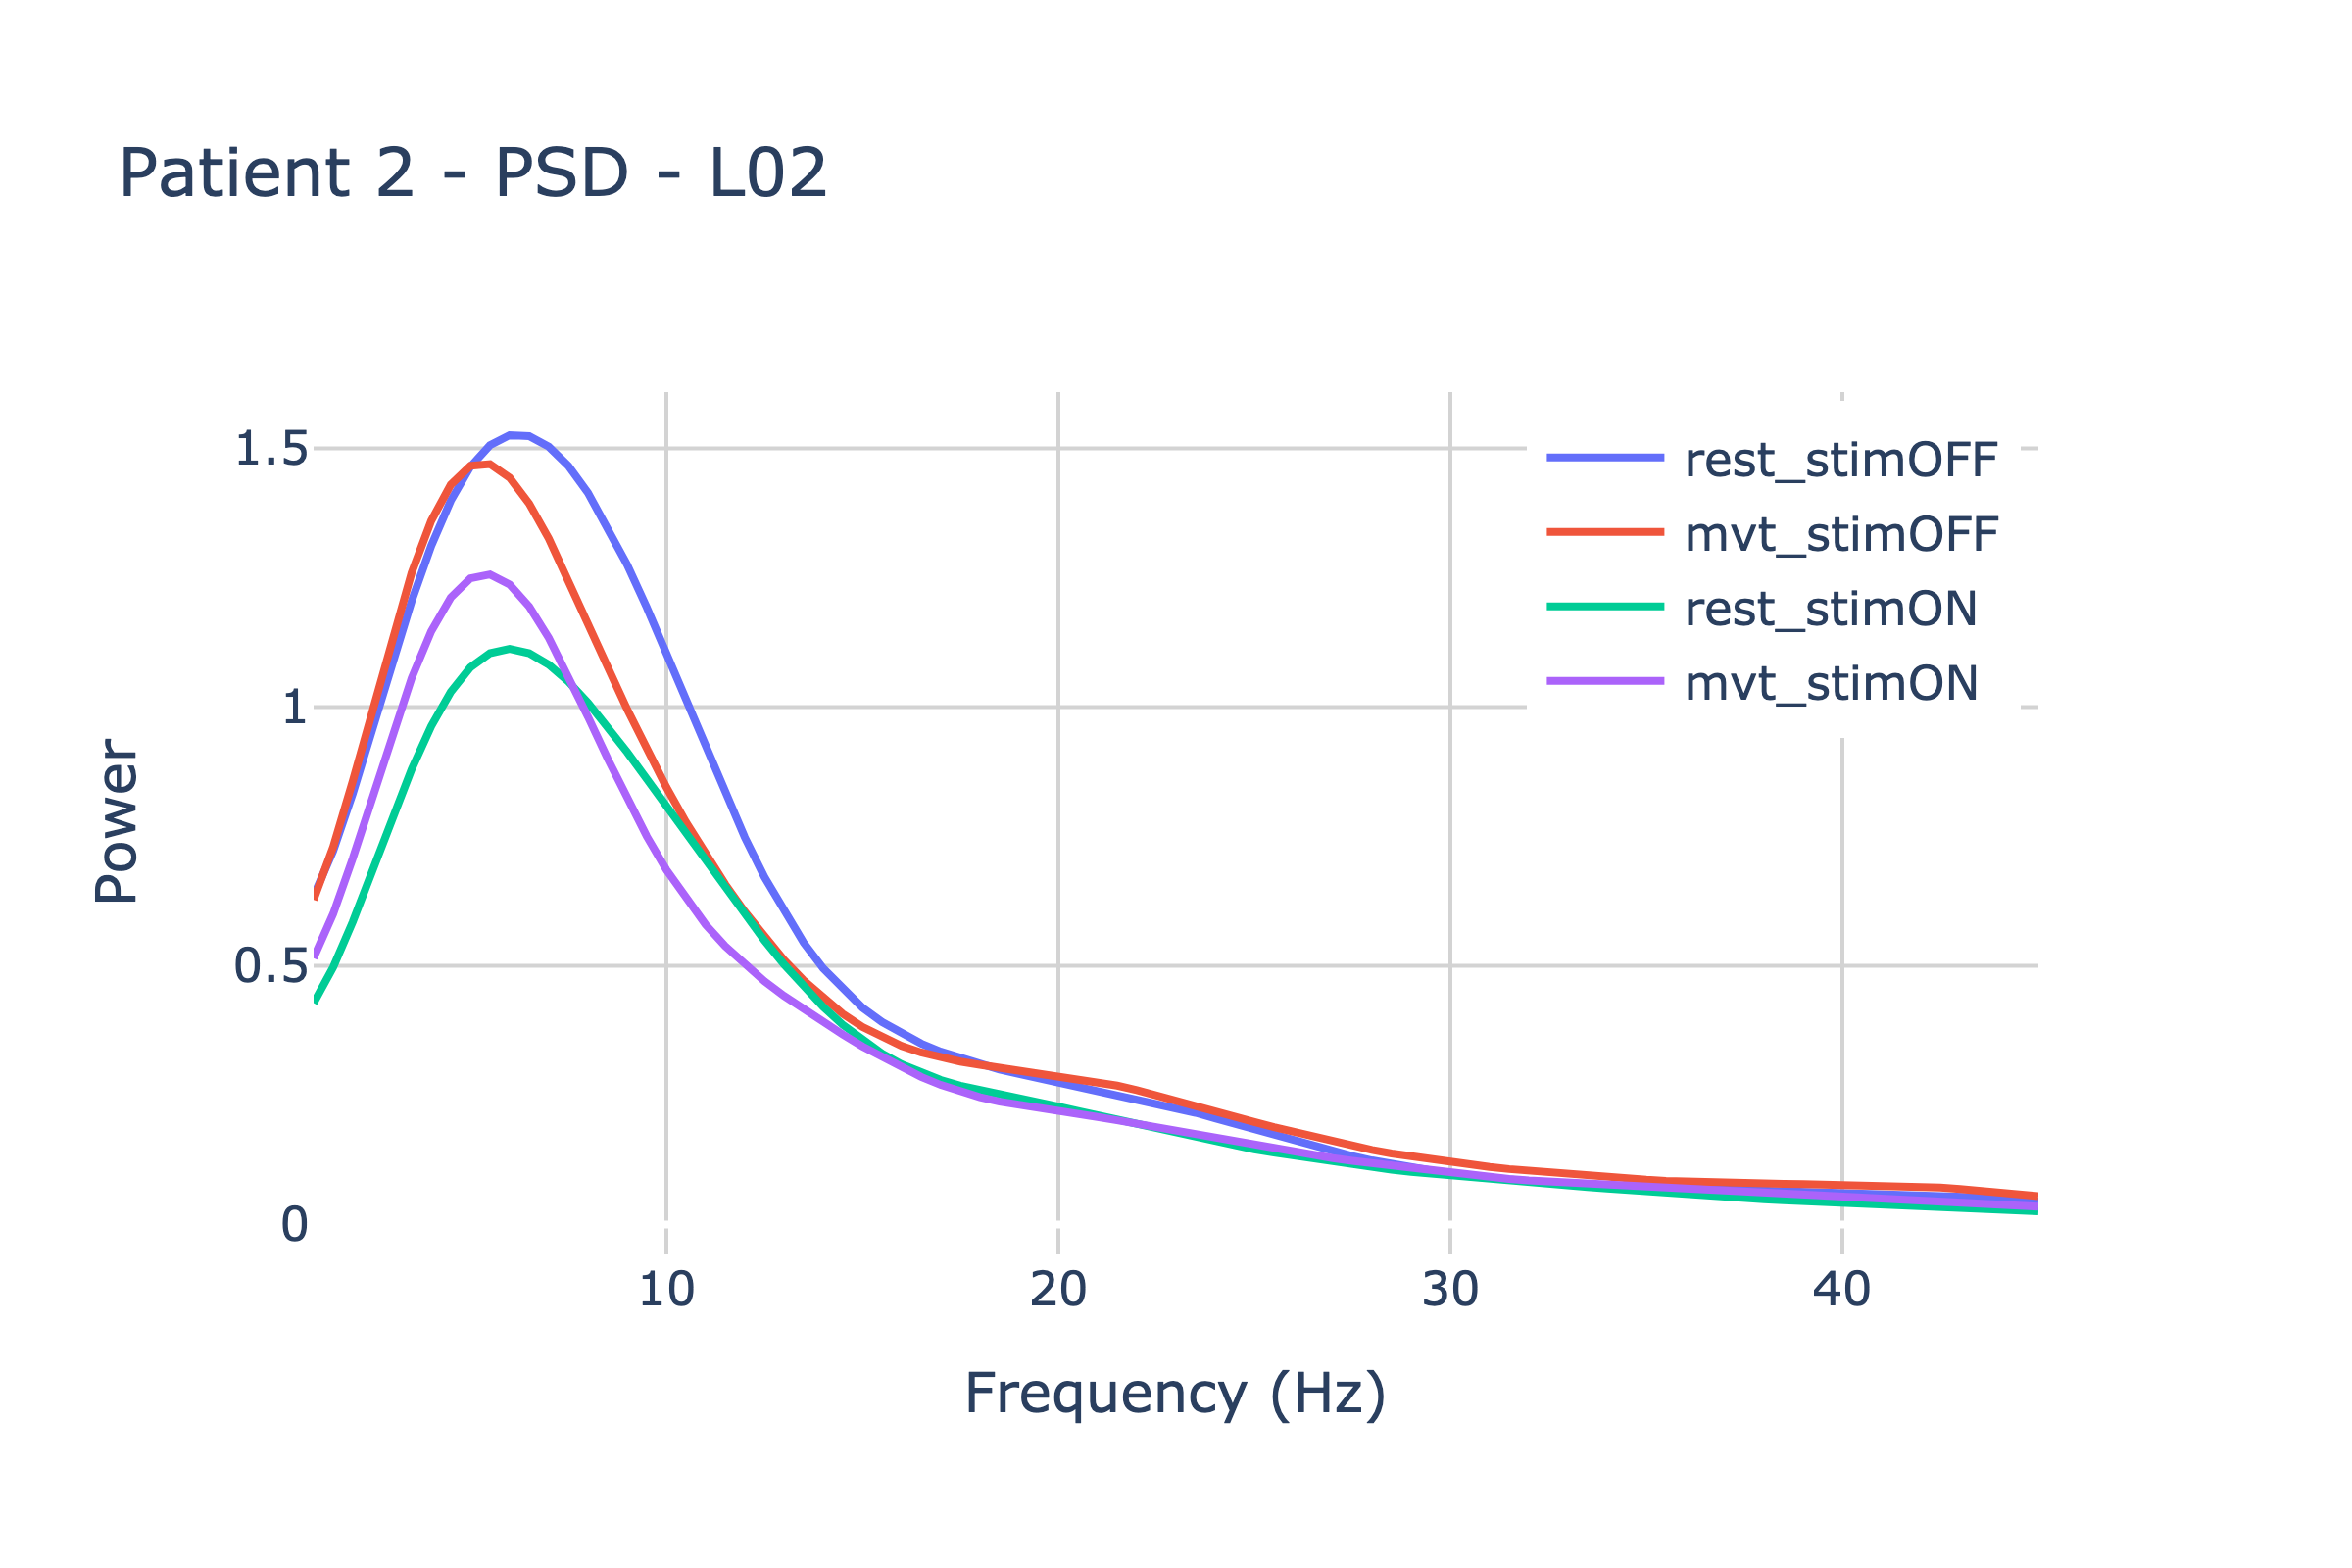 Patient 2 - PSD - L02
1.5
1
0.5
0
Power
rest_stimOFF
mvt_stimOFF
rest_stimON
mvt_stimON
10 20 30 40
Frequency (Hz)